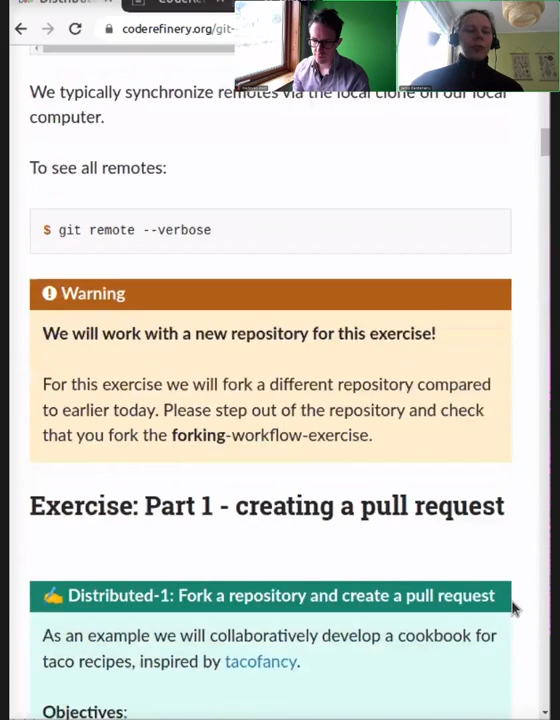 coderefinery.org/git-
We typically synchronize remotes via the local clone on our local
computer.
To see all remotes:
$ git remote --verbose
Warning
We will work with a new repository for this exercise!
For this exercise we will fork a different repository compared
to earlier today. Please step out of the repository and check
that you fork the forking-workflow-exercise.
Exercise: Part 1 - creating a pull request
✍️ Distributed-1: Fork a repository and create a pull request
As an example we will collaboratively develop a cookbook for
taco recipes, inspired by tacofancy.
Objectives: